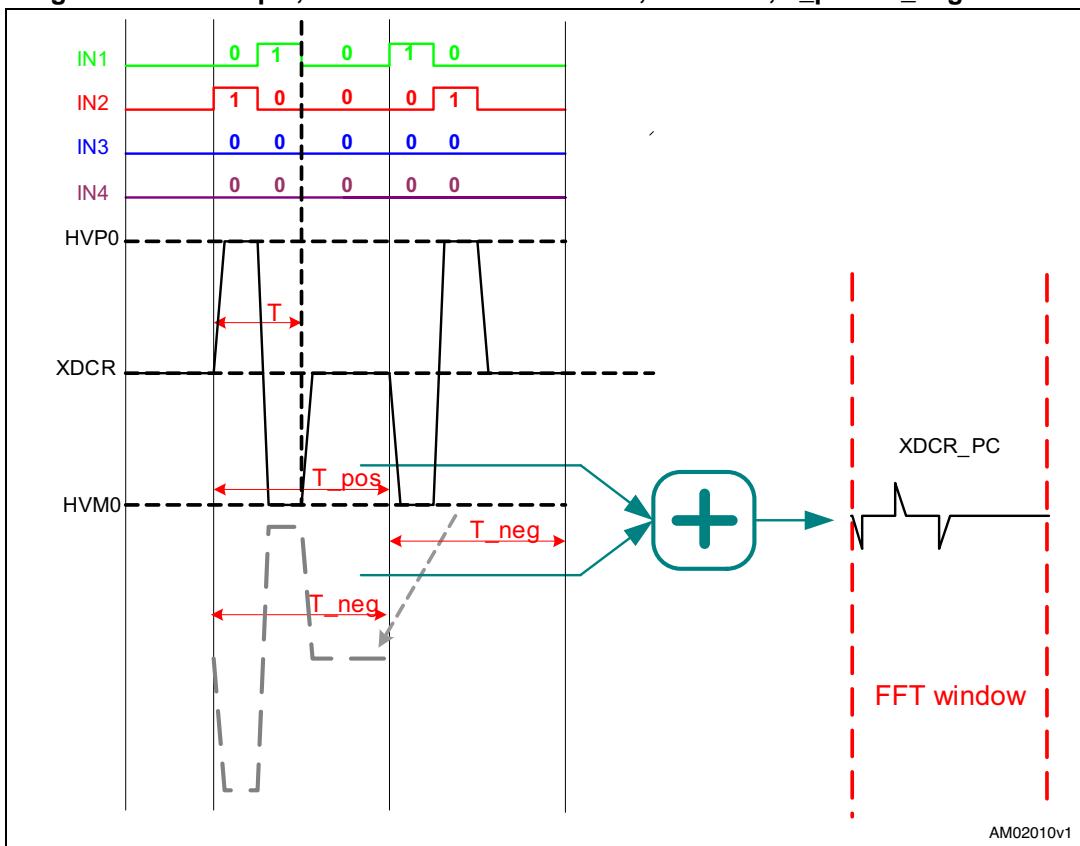 IN1 0 1 0 1 0
IN2 1 0 0 0 1
IN3 0 0 0 0 0
IN4 0 0 0 0 0
HVP0
T
XDCR
XDCR_PC
T_pos
HVM0
T_neg
T_neg
FFT window
AM02010v1